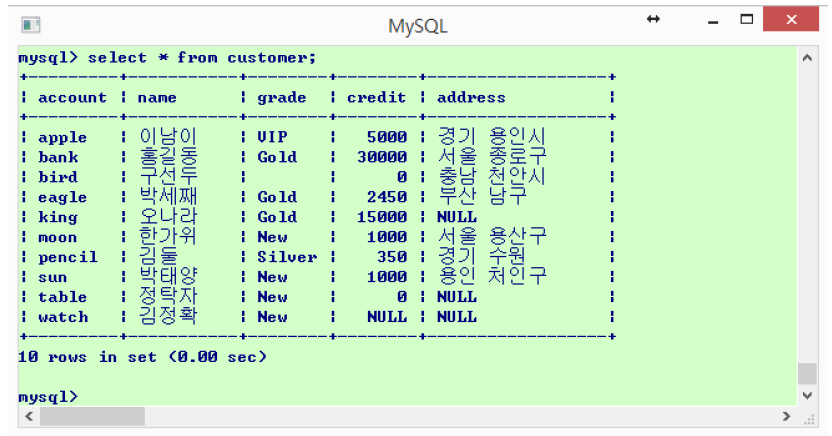 MySQL
mysql> select * from customer;
+---------+----------+--------+--------+------------------+
| account | name | grade | credit | address |
+---------+----------+--------+--------+------------------+
| apple | 이남이 | VIP | 5000 | 경기 용인시 |
| bank | 홍길동 | Gold | 30000 | 서울 종로구 |
| bird | 구선두 | | 0 | 충남 천안시 |
| eagle | 박세째 | Gold | 2450 | 부산 남구 |
| king | 오나라 | Gold | 15000 | NULL |
| moon | 한가위 | New | 1000 | 서울 용산구 |
| pencil | 김둘 | Silver | 350 | 경기 수원 |
| sun | 박태양 | New | 1000 | 용인 처인구 |
| table | 정탁자 | New | 0 | NULL |
| watch | 김정확 | New | NULL | NULL |
+---------+----------+--------+--------+------------------+
10 rows in set (0.00 sec)
mysql>